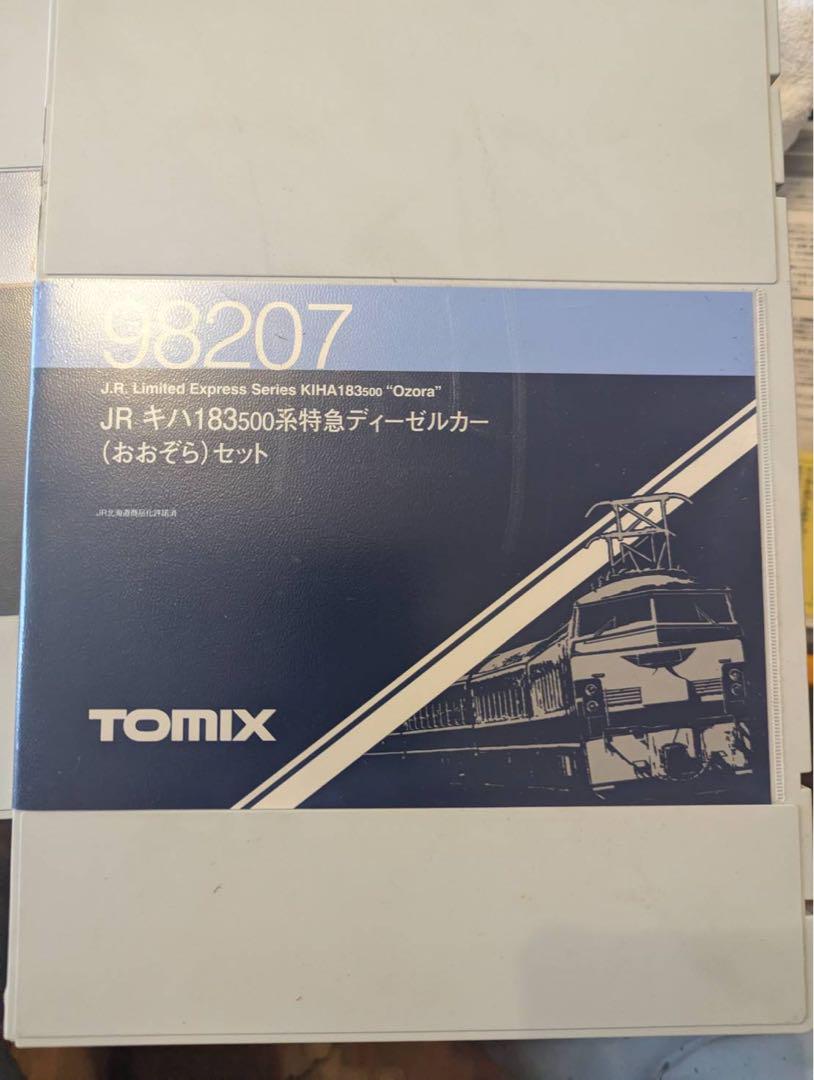 98207
J.R. Limited Express Series KIHA183500 "Ozora"
JR キハ183500系特急ディーゼルカー
（おおぞら）セット
JR北海道商品化許諾済
TOMIX